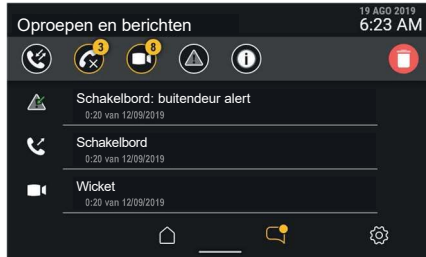 19 AGO 2019
Oproepen en berichten
6:23 AM
3
8
Schakelbord: buitendeur alert
0:20 van 12/09/2019
Schakelbord
0:20 van 12/09/2019
Wicket
0:20 van 12/09/2019